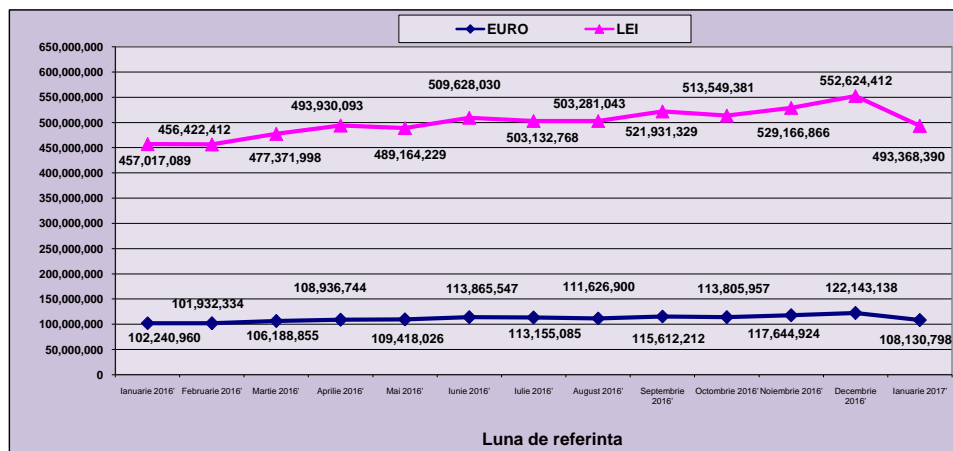 EURO LEI
650,000,000
600,000,000
550,000,000
500,000,000
450,000,000
400,000,000
350,000,000
300,000,000
250,000,000
200,000,000
150,000,000
100,000,000
50,000,000
0
457,017,089
456,422,412
477,371,998
493,930,093
489,164,229
509,628,030
503,132,768
503,281,043
521,931,329
513,549,381
529,166,866
552,624,412
493,368,390
102,240,960
101,932,334
106,188,855
108,936,744
109,418,026
113,865,547
113,155,085
111,626,900
115,612,212
113,805,957
117,644,924
122,143,138
108,130,798
Ianuarie 2016'
Februarie 2016'
Martie 2016'
Aprilie 2016'
Mai 2016'
Iunie 2016'
Iulie 2016'
August 2016'
Septembrie
2016'
Octombrie 2016'
Noiembrie 2016'
Decembrie
2016'
Ianuarie 2017'
Luna de referinta